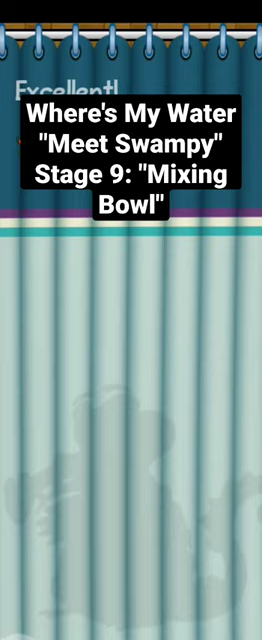 Excellent!
Where's My Water
"Meet Swampy"
Stage 9: "Mixing
Bowl"